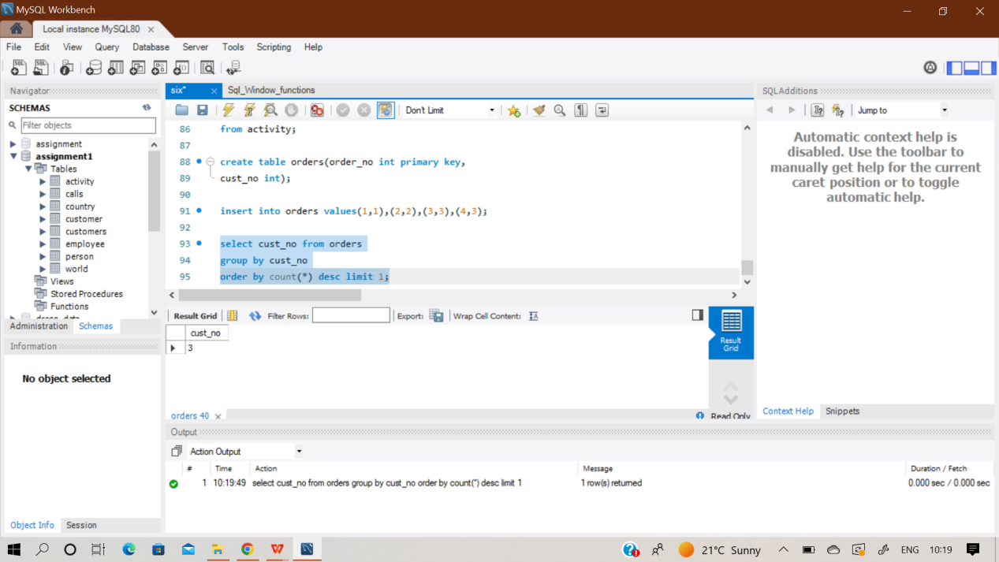 MySQL Workbench
Local instance MySQL80
File Edit View Query Database Server Tools Scripting Help
Navigator
SCHEMAS
Filter objects
assignment
assignment1
Tables
activity
calls
country
customer
customers
employee
person
world
Views
Stored Procedures
Functions
Administration Schemas
Information
No object selected
Object Info Session
six* Sql_Window_functions
Don't Limit
86 from activity;
87
88 create table orders(order_no int primary key,
89 cust_no int);
90
91 insert into orders values(1,1),(2,2),(3,3),(4,3);
92
93 select cust_no from orders
94 group by cust_no
95 order by count(*) desc limit 1;
Result Grid Filter Rows: Export: Wrap Cell Content:
cust_no
3
Result
Grid
orders 40 Read Only
Output
Action Output
# Time Action Message Duration / Fetch
1 10:19:49 select cust_no from orders group by cust_no order by count(*) desc limit 1 1 row(s) returned 0.000 sec / 0.000 sec
SQLAdditions
Jump to
Automatic context help is
disabled. Use the toolbar to
manually get help for the current
caret position or to toggle
automatic help.
Context Help Snippets
21°C Sunny ENG 10:19